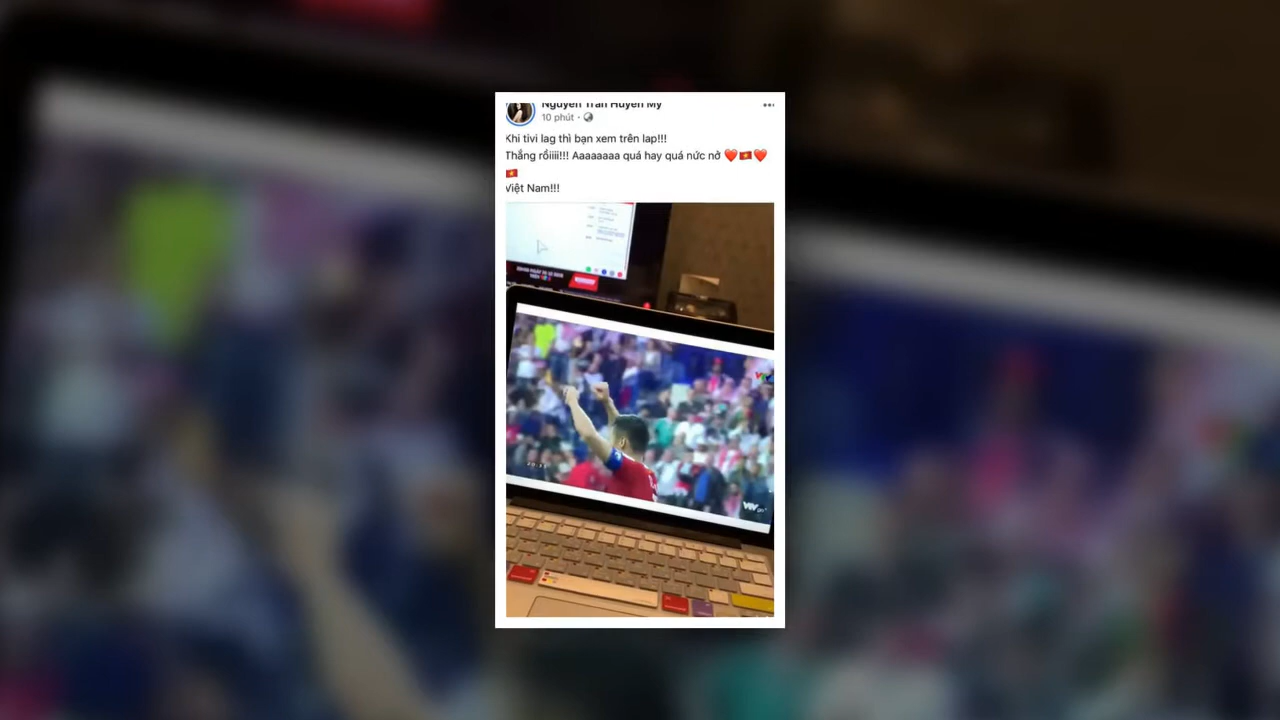 Nguyễn Trần Huyền My
10 phút ·
Khi tivi lag thì bạn xem trên lap!!!
Thắng rồiiii!!! Aaaaaaaa quá hay quá nức nở ❤️🇻🇳❤️
🇻🇳
Việt Nam!!!
VTV